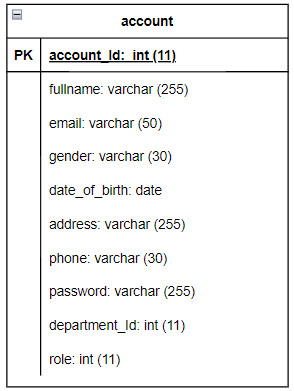 account
PK account_Id: int (11)
fullname: varchar (255)
email: varchar (50)
gender: varchar (30)
date_of_birth: date
address: varchar (255)
phone: varchar (30)
password: varchar (255)
department_Id: int (11)
role: int (11)